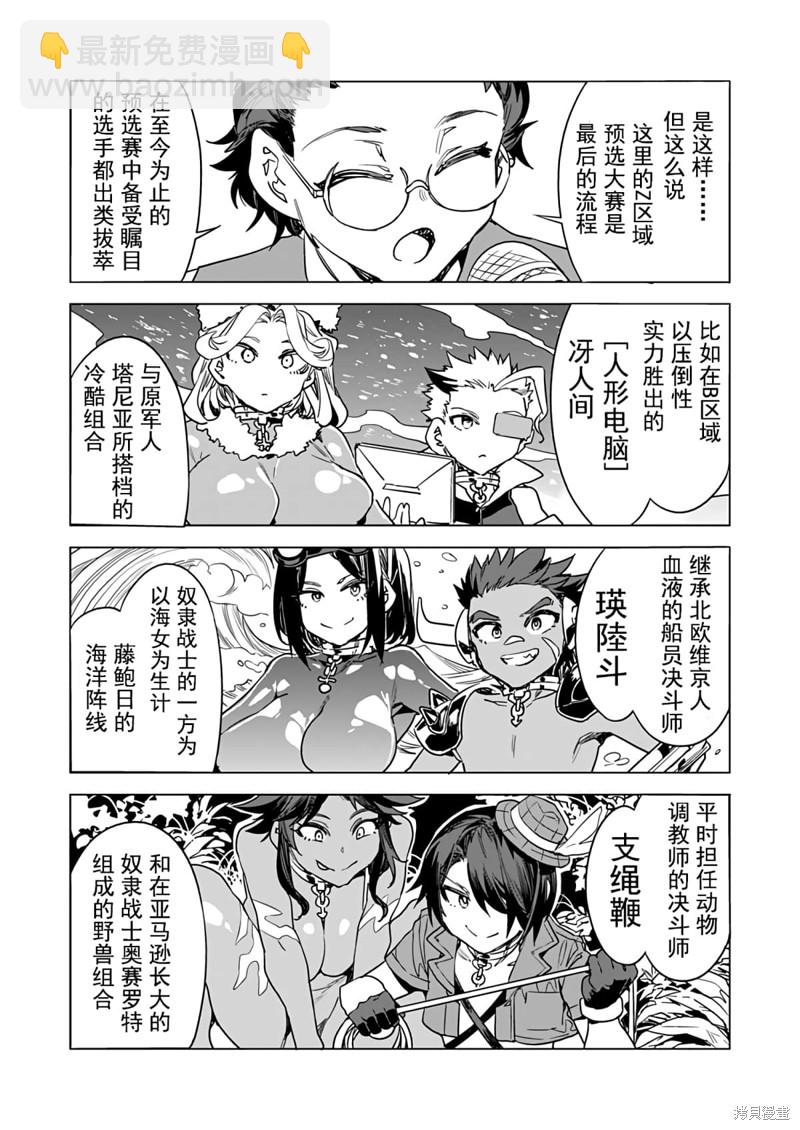 最新免费漫画
www.baozimh.com
是这样……
但这么说
这里的Z区域
预选大赛是
最后的流程
在至今为止的
预选赛中备受瞩目
的选手都出类拔萃
比如在B区域
以压倒性
实力胜出的
[人形电脑]
冴人间
与原军人
塔尼亚所搭档的
冷酷组合
继承北欧维京人
血液的船员决斗师
瑛陸斗
奴隶战士的一方为
以海女为生计
藤鲍日的
海洋阵线
平时担任动物
调教师的决斗师
支绳鞭
和在亚马逊长大的
奴隶战士奥赛罗特
组成的野兽组合
拷貝漫畫